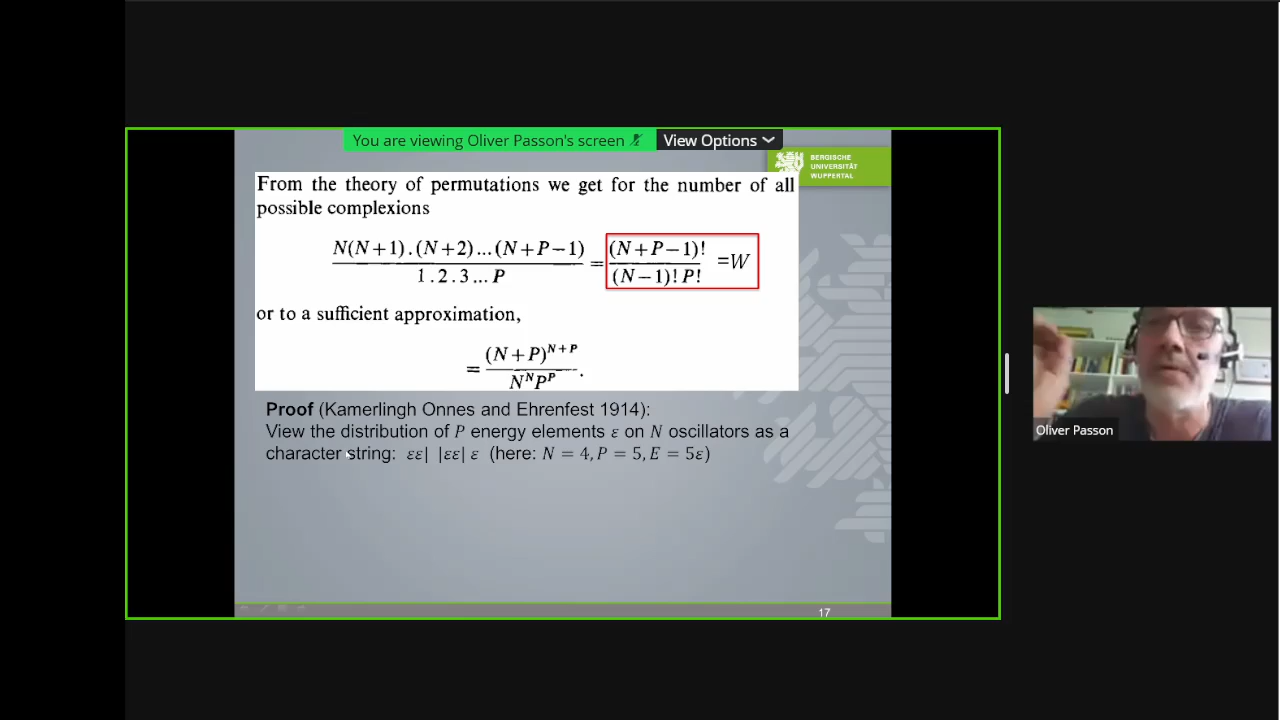 You are viewing Oliver Passon's screen View Options
BERGISCHE
UNIVERSITÄT
WUPPERTAL
From the theory of permutations we get for the number of all
possible complexions
N(N+1).(N+2)...(N+P−1) / 1.2.3...P = (N+P−1)! / (N−1)! P! =W
or to a sufficient approximation,
= (N+P)^{N+P} / N^N P^P .
Proof (Kamerlingh Onnes and Ehrenfest 1914):
View the distribution of P energy elements ε on N oscillators as a
character string: εε| |εε| ε (here: N = 4, P = 5, E = 5ε)
17
Oliver Passon